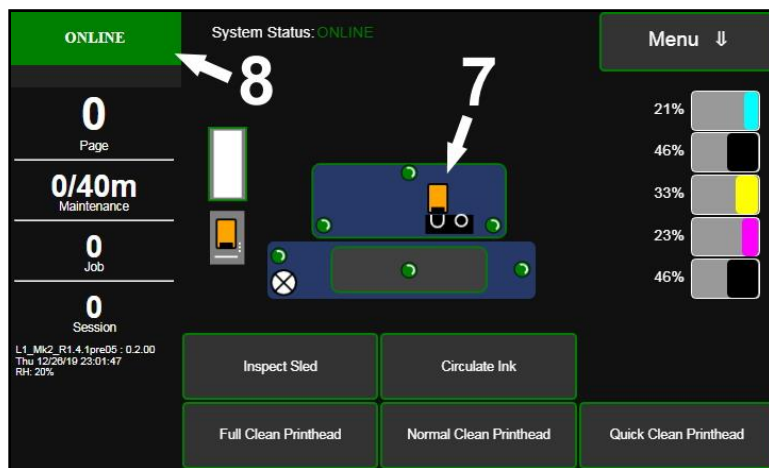 ONLINE
System Status: ONLINE
Menu ⇓
8
7
0
Page
0/40m
Maintenance
0
Job
0
Session
L1_Mk2_R1.4.1pre05 : 0.2.00
Thu 12/26/19 23:01:47
RH: 20%
21%
46%
33%
23%
46%
Inspect Sled
Circulate Ink
Full Clean Printhead
Normal Clean Printhead
Quick Clean Printhead